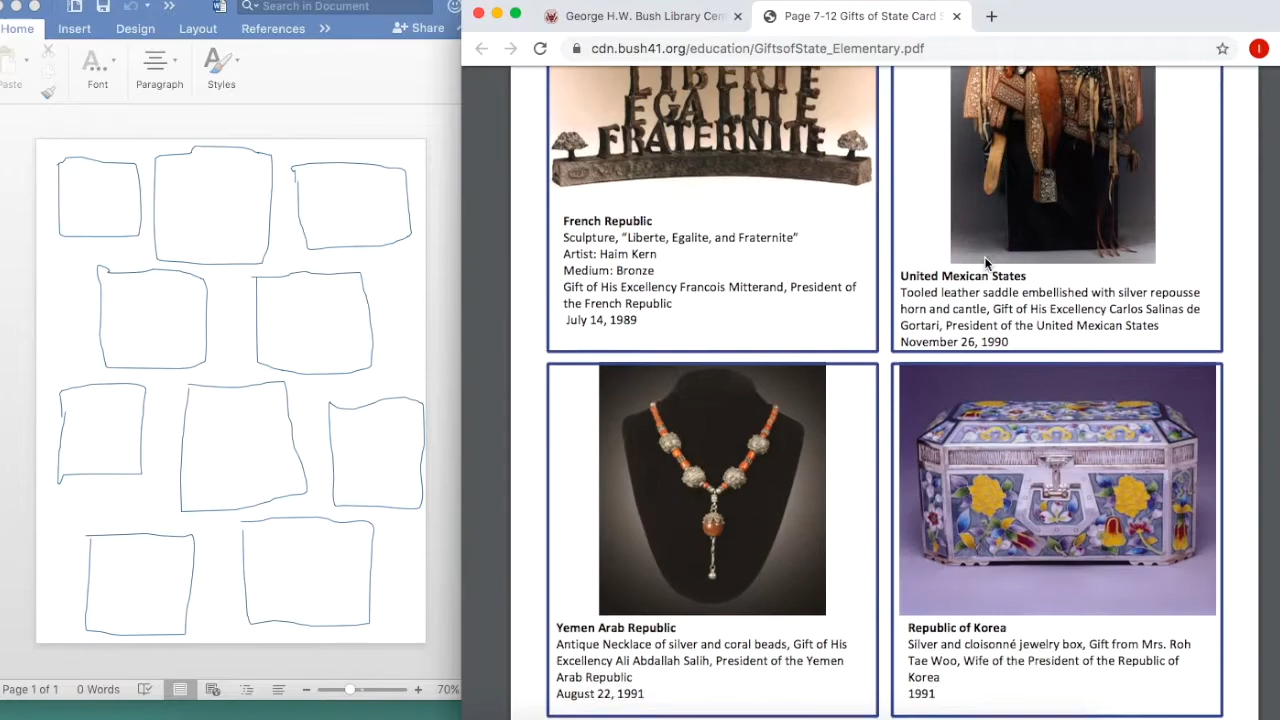 Search in Document
Home Insert Design Layout References >> Share
Paste Font Paragraph Styles
Page 1 of 1 0 Words 70%
George H.W. Bush Library Cen
Page 7-12 Gifts of State Card S
cdn.bush41.org/education/GiftsofState_Elementary.pdf
LIBERTE
EGALITE
FRATERNITE
French Republic
Sculpture, “Liberte, Egalite, and Fraternite”
Artist: Haim Kern
Medium: Bronze
Gift of His Excellency Francois Mitterand, President of
the French Republic
July 14, 1989
United Mexican States
Tooled leather saddle embellished with silver repousse
horn and cantle, Gift of His Excellency Carlos Salinas de
Gortari, President of the United Mexican States
November 26, 1990
Yemen Arab Republic
Antique Necklace of silver and coral beads, Gift of His
Excellency Ali Abdallah Salih, President of the Yemen
Arab Republic
August 22, 1991
Republic of Korea
Silver and cloisonné jewelry box, Gift from Mrs. Roh
Tae Woo, Wife of the President of the Republic of
Korea
1991